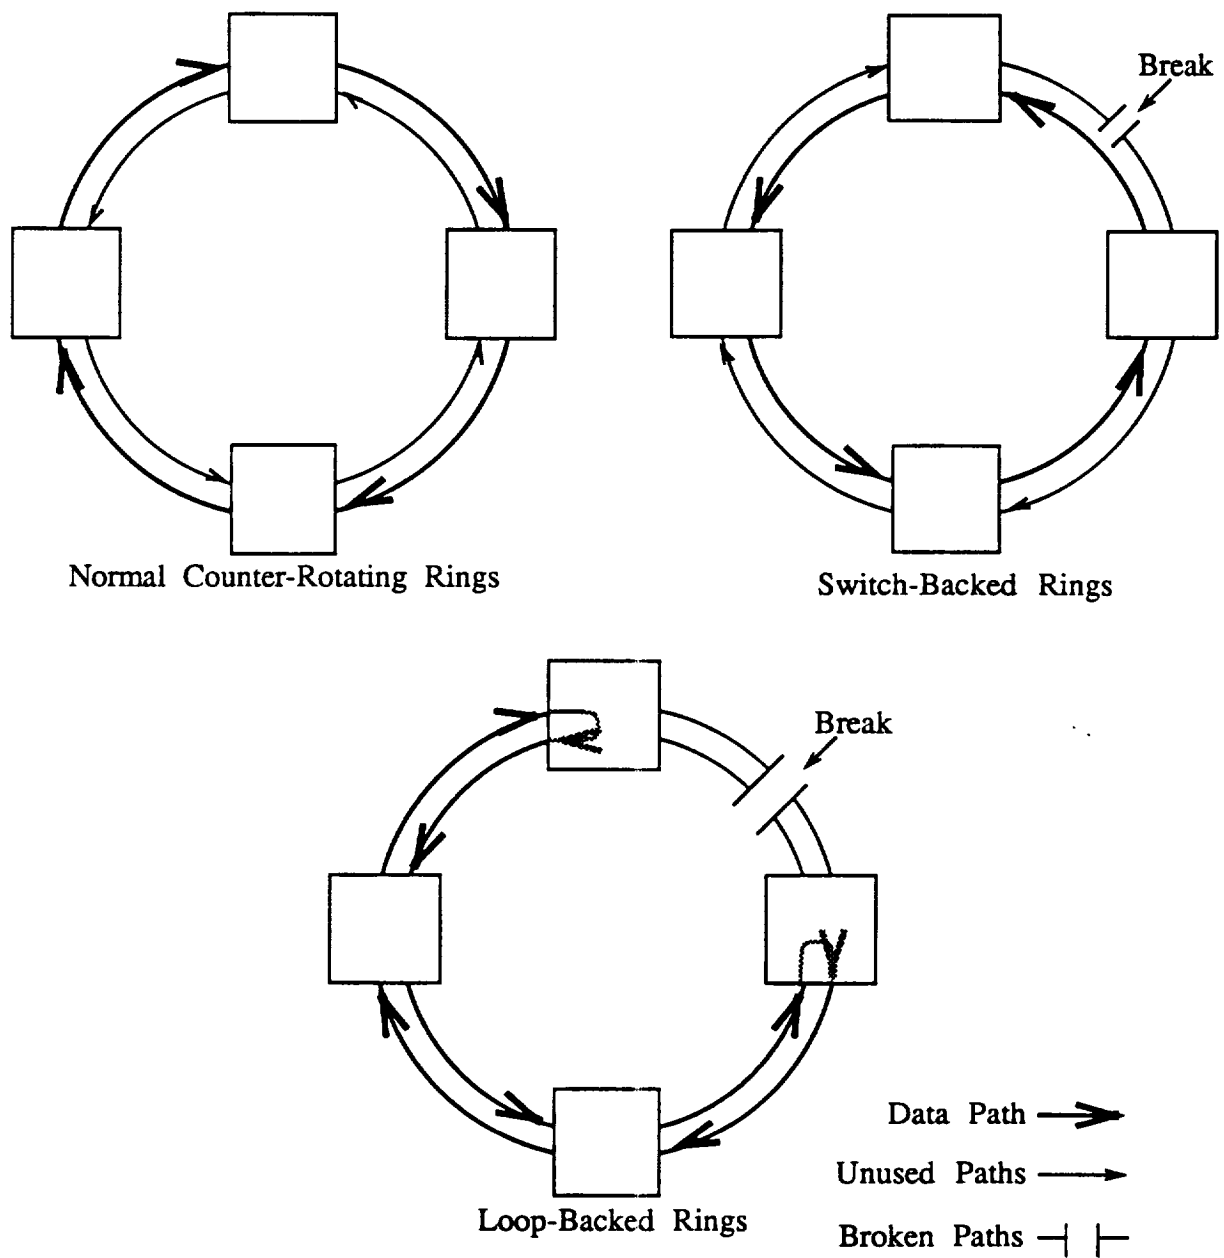 Break
Normal Counter-Rotating Rings
Switch-Backed Rings
Break
Data Path
Unused Paths
Loop-Backed Rings
Broken Paths